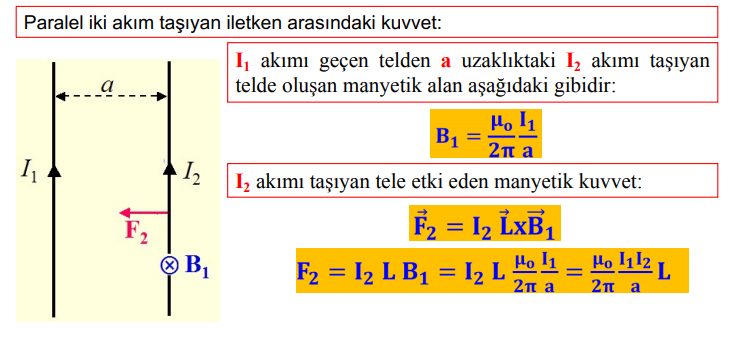 Paralel iki akım taşıyan iletken arasındaki kuvvet:
a
I₁
I₂
F₂
B₁
I₁ akımı geçen telden a uzaklıktaki I₂ akımı taşıyan
telde oluşan manyetik alan aşağıdaki gibidir:
B₁ = μₒ/2π I₁/a
I₂ akımı taşıyan tele etki eden manyetik kuvvet:
F⃗₂ = I₂ L⃗xB⃗₁
F₂ = I₂ L B₁ = I₂ L μₒ/2π I₁/a = μₒ/2π I₁I₂/a L